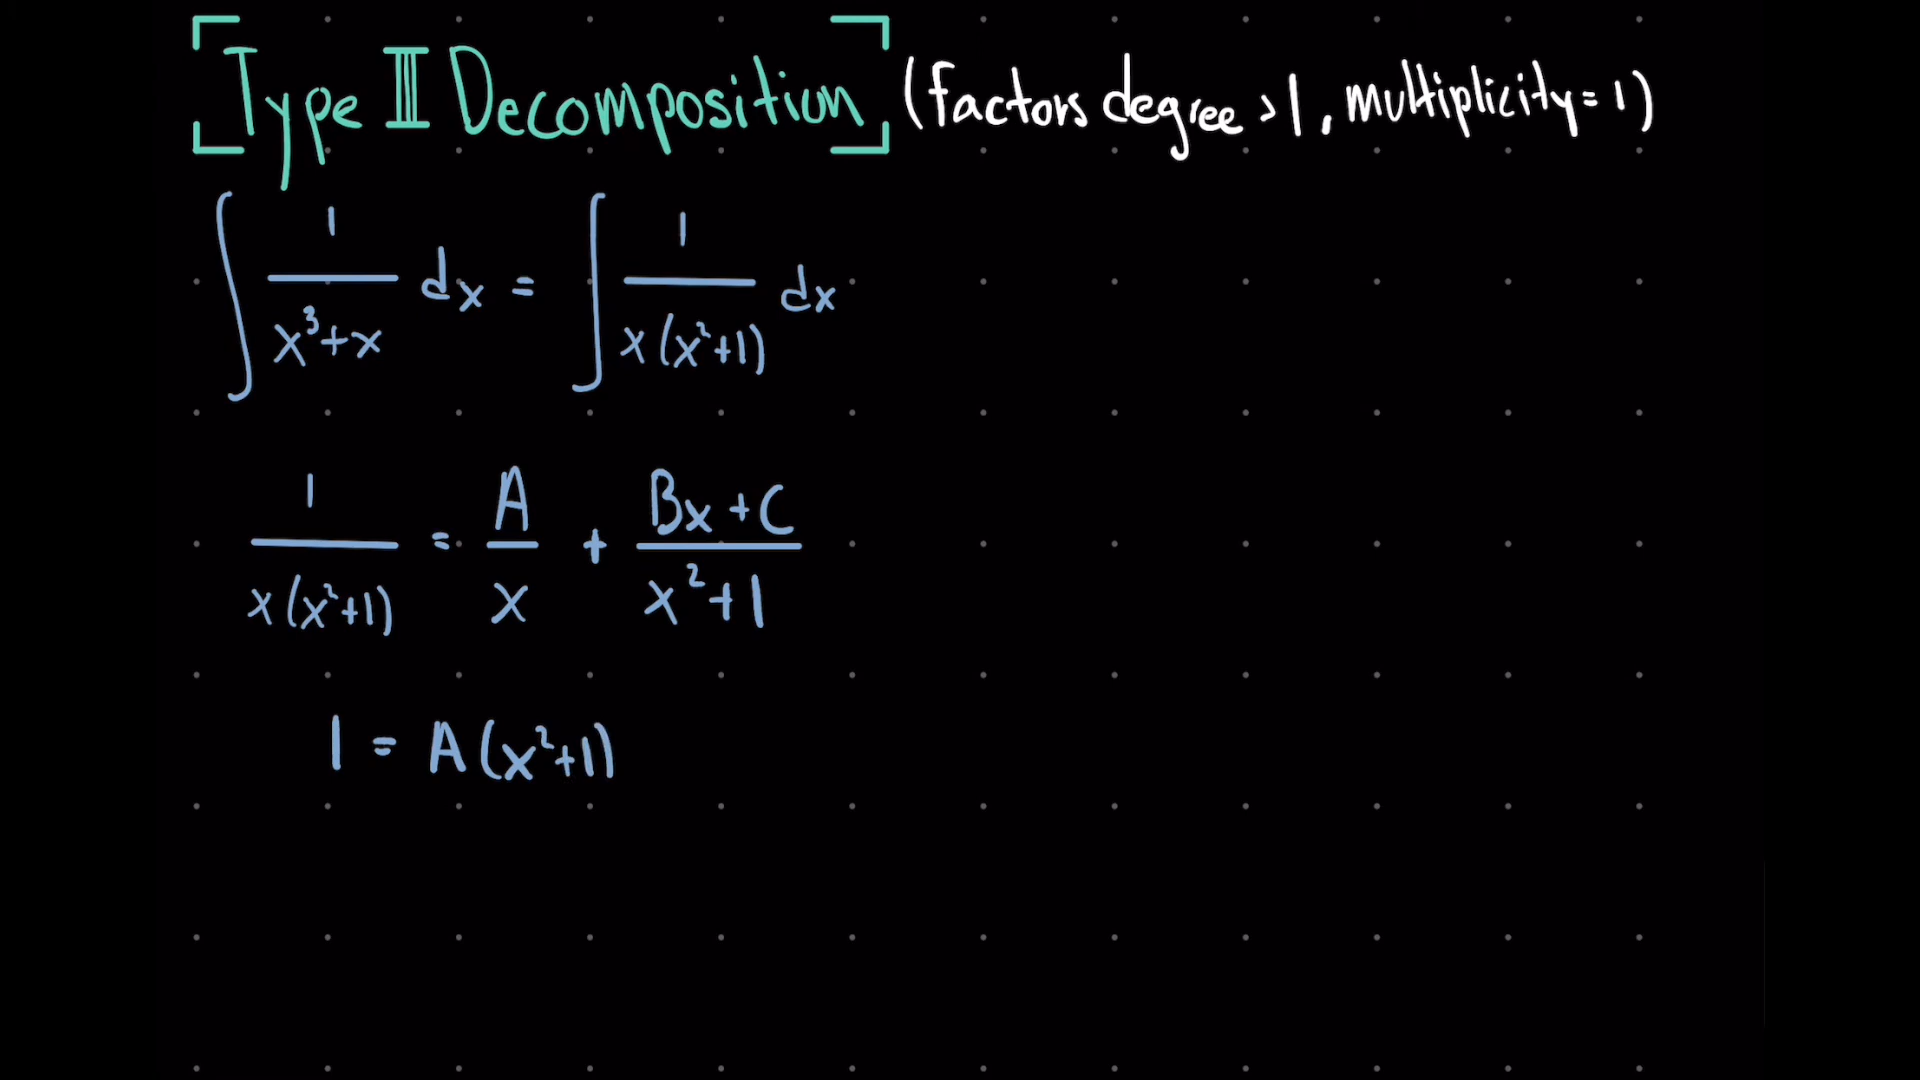 Type III Decomposition (factors degree > 1, multiplicity = 1)
∫ 1/(x³+x) dx = ∫ 1/(x(x²+1)) dx
1/(x(x²+1)) = A/x + (Bx+C)/(x²+1)
1 = A(x²+1)